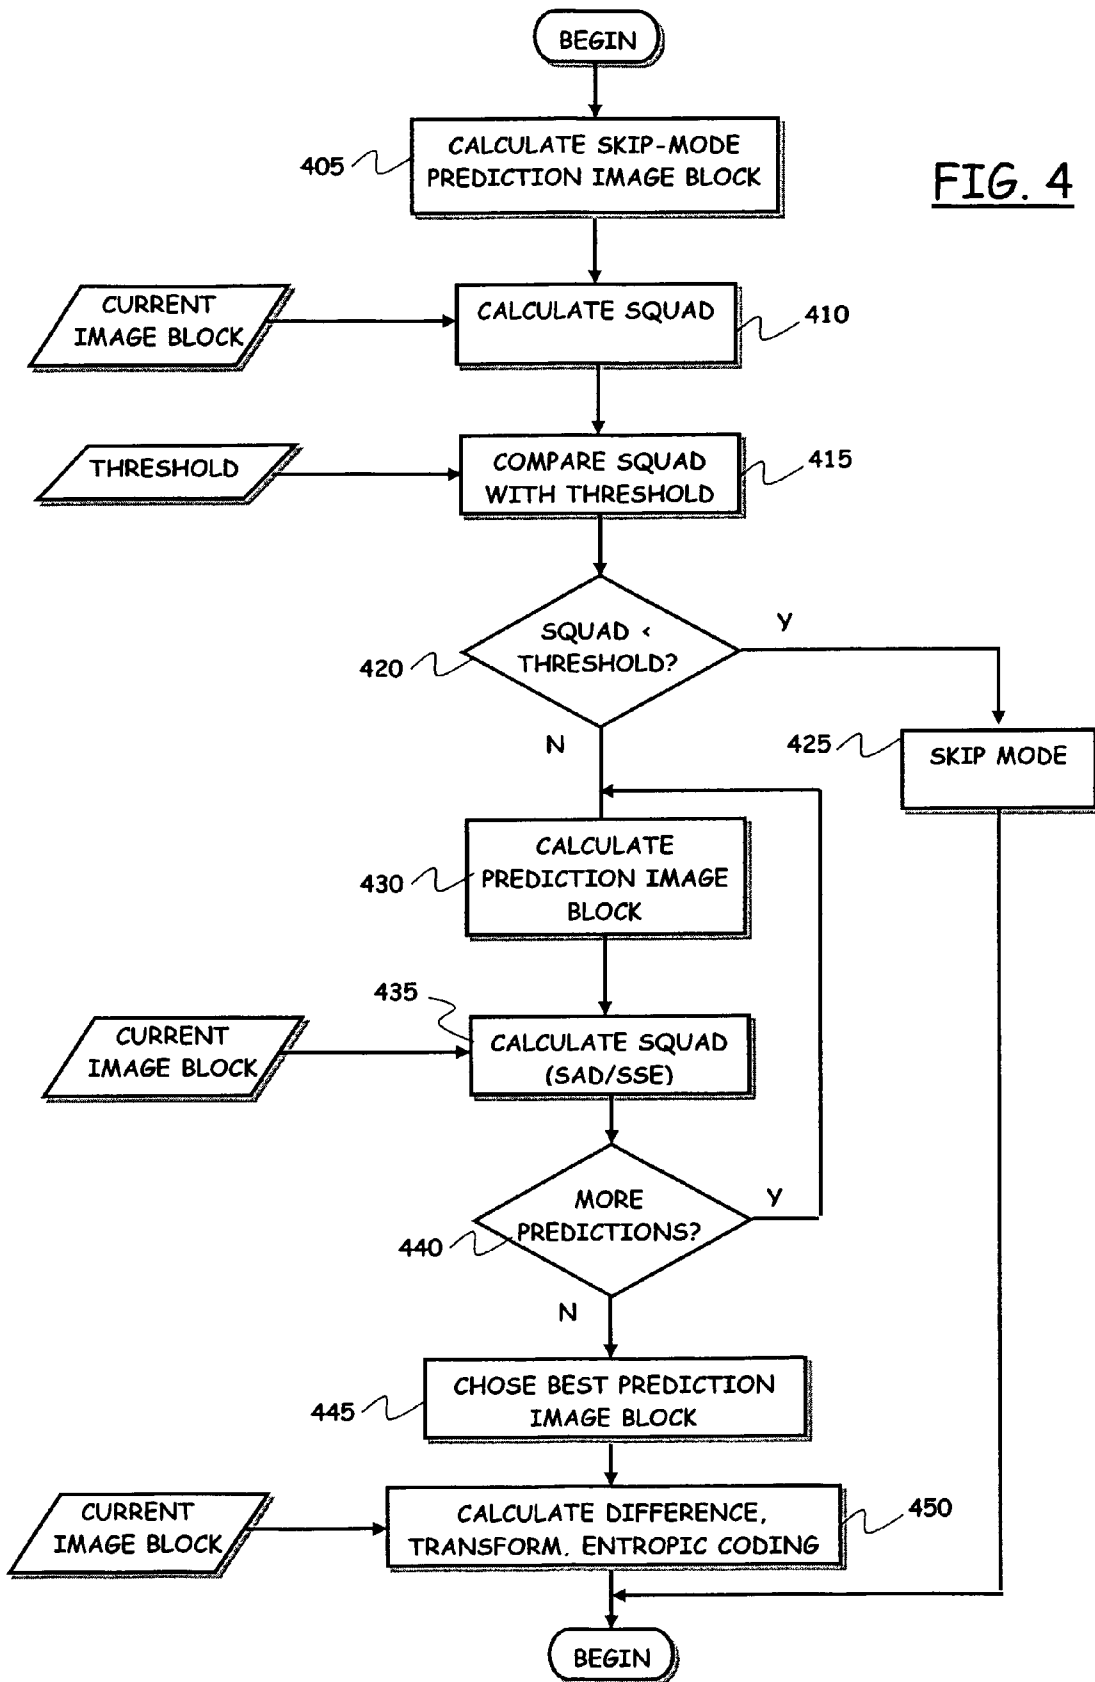 BEGIN
CALCULATE SKIP-MODE
PREDICTION IMAGE BLOCK
405
FIG. 4
CURRENT
IMAGE BLOCK
CALCULATE SQUAD
410
THRESHOLD
COMPARE SQUAD
WITH THRESHOLD
415
SQUAD <
THRESHOLD?
420
Y
N
425
SKIP MODE
CALCULATE
PREDICTION IMAGE
BLOCK
430
435
CURRENT
IMAGE BLOCK
CALCULATE SQUAD
(SAD/SSE)
MORE
PREDICTIONS?
440
Y
N
CHOSE BEST PREDICTION
IMAGE BLOCK
445
CURRENT
IMAGE BLOCK
CALCULATE DIFFERENCE,
TRANSFORM. ENTROPIC CODING
450
BEGIN